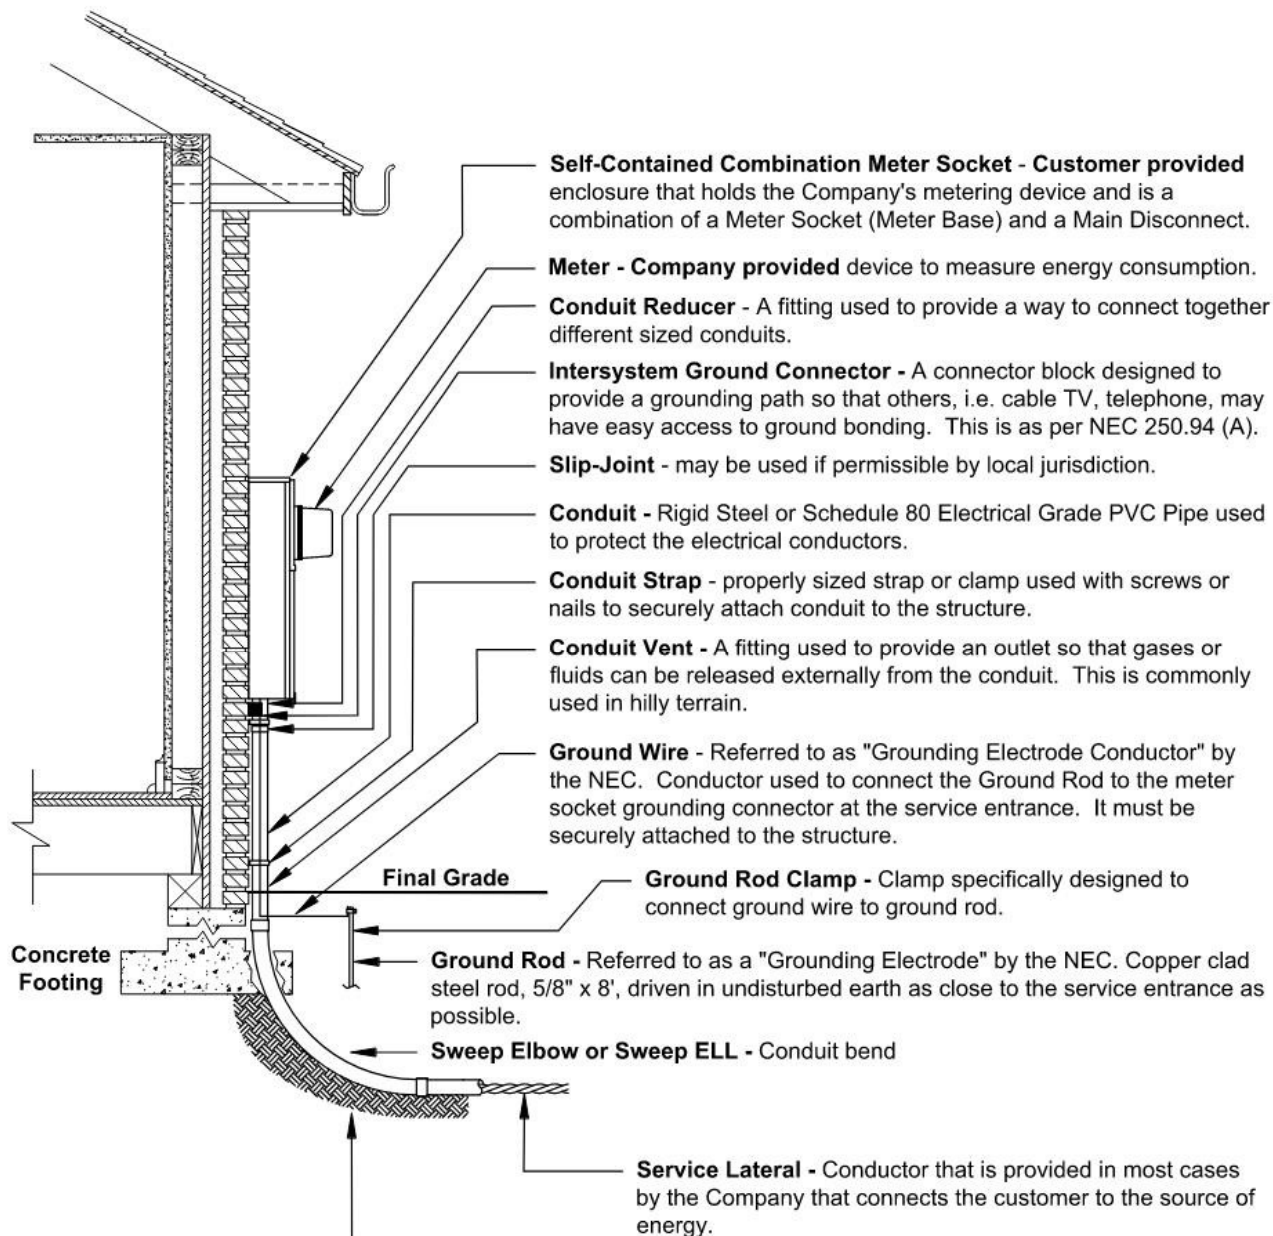 Self-Contained Combination Meter Socket - Customer provided
enclosure that holds the Company's metering device and is a
combination of a Meter Socket (Meter Base) and a Main Disconnect.
Meter - Company provided device to measure energy consumption.
Conduit Reducer - A fitting used to provide a way to connect together
different sized conduits.
Intersystem Ground Connector - A connector block designed to
provide a grounding path so that others, i.e. cable TV, telephone, may
have easy access to ground bonding. This is as per NEC 250.94 (A).
Slip-Joint - may be used if permissible by local jurisdiction.
Conduit - Rigid Steel or Schedule 80 Electrical Grade PVC Pipe used
to protect the electrical conductors.
Conduit Strap - properly sized strap or clamp used with screws or
nails to securely attach conduit to the structure.
Conduit Vent - A fitting used to provide an outlet so that gases or
fluids can be released externally from the conduit. This is commonly
used in hilly terrain.
Ground Wire - Referred to as "Grounding Electrode Conductor" by
the NEC. Conductor used to connect the Ground Rod to the meter
socket grounding connector at the service entrance. It must be
securely attached to the structure.
Final Grade
Ground Rod Clamp - Clamp specifically designed to
connect ground wire to ground rod.
Concrete
Footing
Ground Rod - Referred to as a "Grounding Electrode" by the NEC. Copper clad
steel rod, 5/8" x 8', driven in undisturbed earth as close to the service entrance as
possible.
Sweep Elbow or Sweep ELL - Conduit bend
Service Lateral - Conductor that is provided in most cases
by the Company that connects the customer to the source of
energy.